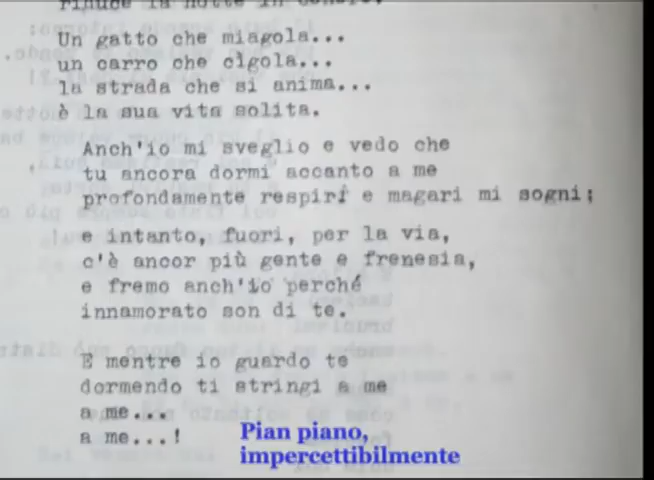 Un gatto che miagola...
un carro che cìgola...
la strada che si anima...
è la sua vita solita.
Anch'io mi sveglio e vedo che
tu ancora dormi accanto a me
profondamente respiri e magari mi sogni;
e intanto, fuori, per la via,
c'è ancor più gente e frenesia,
e fremo anch'io perché
innamorato son di te.
E mentre io guardo te
dormendo ti stringi a me
a me...
a me...!
Pian piano,
impercettibilmente